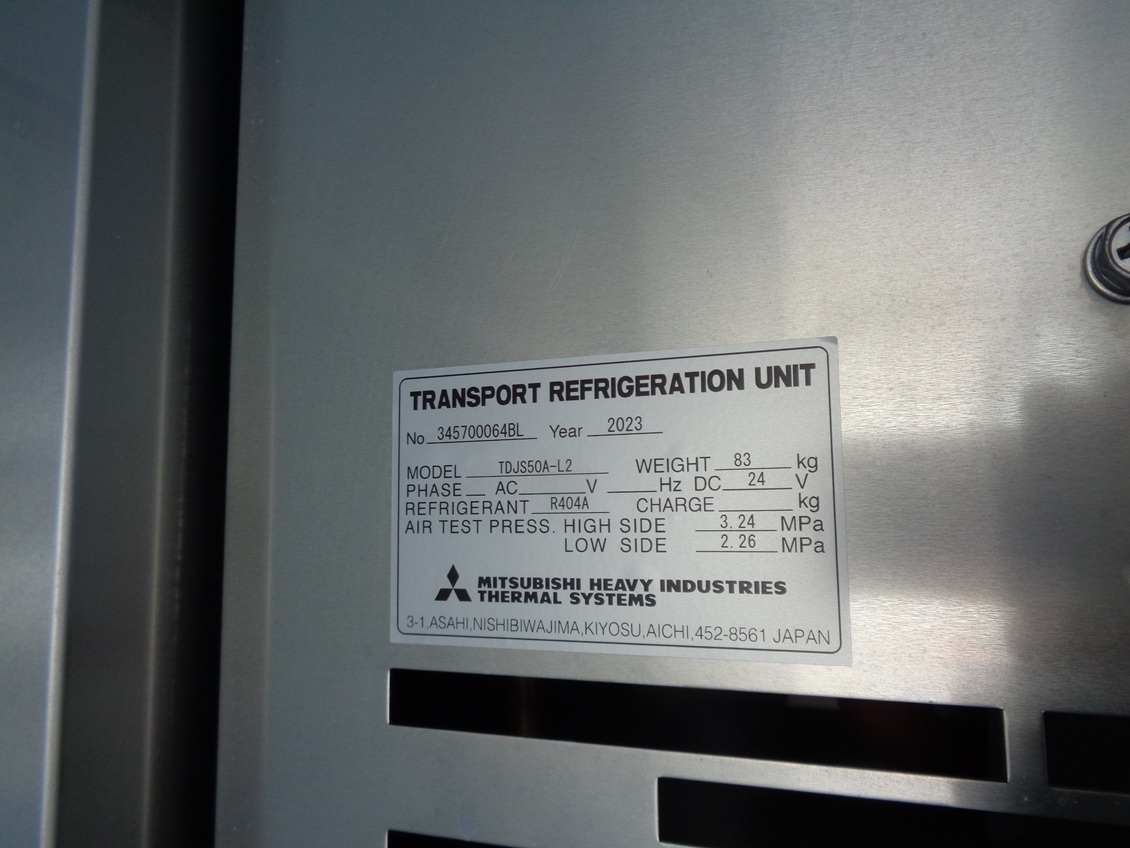 TRANSPORT REFRIGERATION UNIT
No 345700064BL Year 2023
MODEL TDJS50A-L2 WEIGHT 83 kg
PHASE AC V Hz DC 24 V
REFRIGERANT R404A CHARGE kg
AIR TEST PRESS. HIGH SIDE 3.24 MPa
LOW SIDE 2.26 MPa
MITSUBISHI HEAVY INDUSTRIES
THERMAL SYSTEMS
3-1,ASAHI,NISHIBIWAJIMA,KIYOSU,AICHI,452-8561 JAPAN